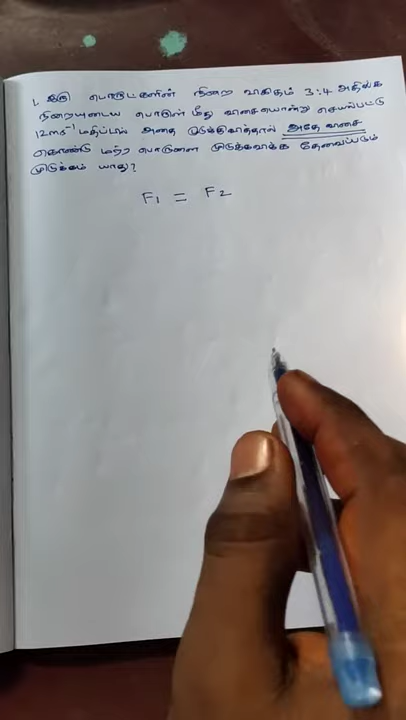 1. இரு பொருட்களின் நிறை விகிதம் 3:4 அதிக
நிறையுடைய பொருள் மீது விசையொன்று செயல்பட்டு
12ms⁻¹ மதிப்பில் அதை முடுக்குவித்தால் அதே விசை
கொண்டு மற்ற பொருளை முடுக்குவிக்க தேவைப்படும்
முடுக்கம் யாது?
F₁ = F₂